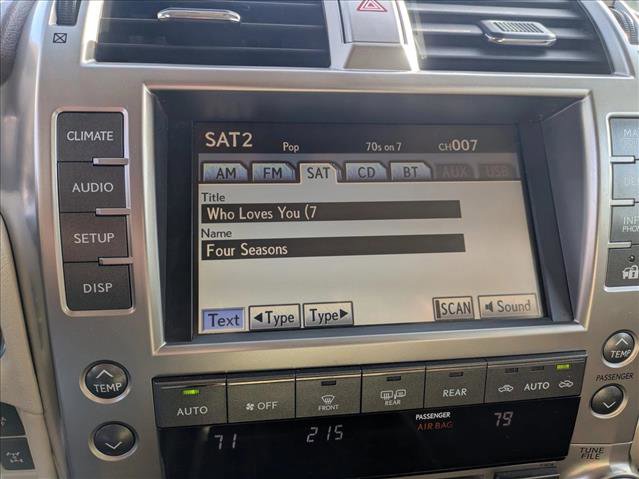 CLIMATE
AUDIO
SETUP
DISP
SAT2 Pop 70s on 7 CH007
AM FM SAT CD BT AUX USB
Title
Who Loves You (7
Name
Four Seasons
Text ◀Type Type▶ SCAN Sound
TEMP
TEMP
PASSENGER
AUTO OFF FRONT REAR REAR AUTO
71 215 PASSENGER AIR BAG 79
TUNE
FILE